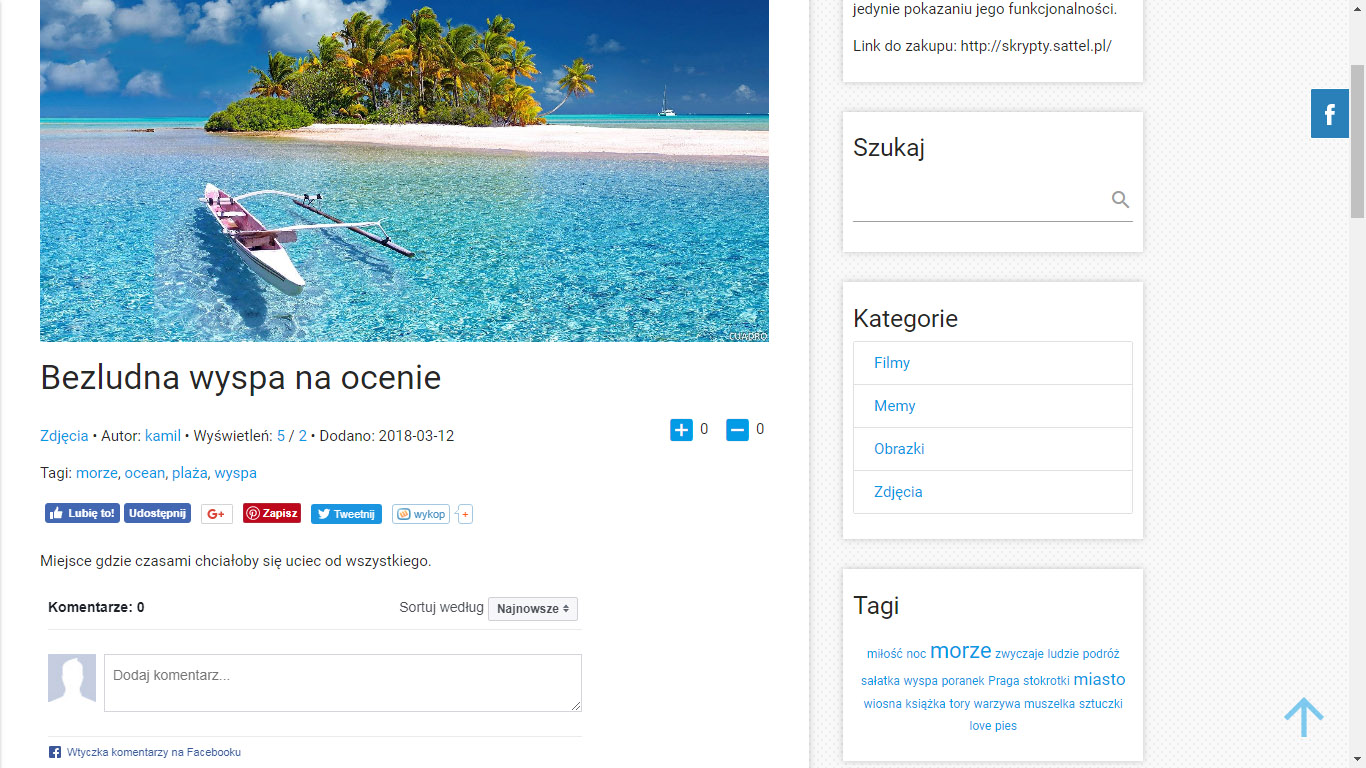 CUADRO
Bezludna wyspa na ocenie
Zdjęcia • Autor: kamil • Wyświetleń: 5 / 2 • Dodano: 2018-03-12
0 0
Tagi: morze, ocean, plaża, wyspa
Lubię to! Udostępnij G+ Zapisz Tweetnij wykop +
Miejsce gdzie czasami chciałoby się uciec od wszystkiego.
Komentarze: 0 Sortuj według Najnowsze
Dodaj komentarz...
Wtyczka komentarzy na Facebooku
jedynie pokazaniu jego funkcjonalności.
Link do zakupu: http://skrypty.sattel.pl/
Szukaj
Kategorie
Filmy
Memy
Obrazki
Zdjęcia
Tagi
miłość noc morze zwyczaje ludzie podróż
sałatka wyspa poranek Praga stokrotki miasto
wiosna książka tory warzywa muszelka sztuczki
love pies